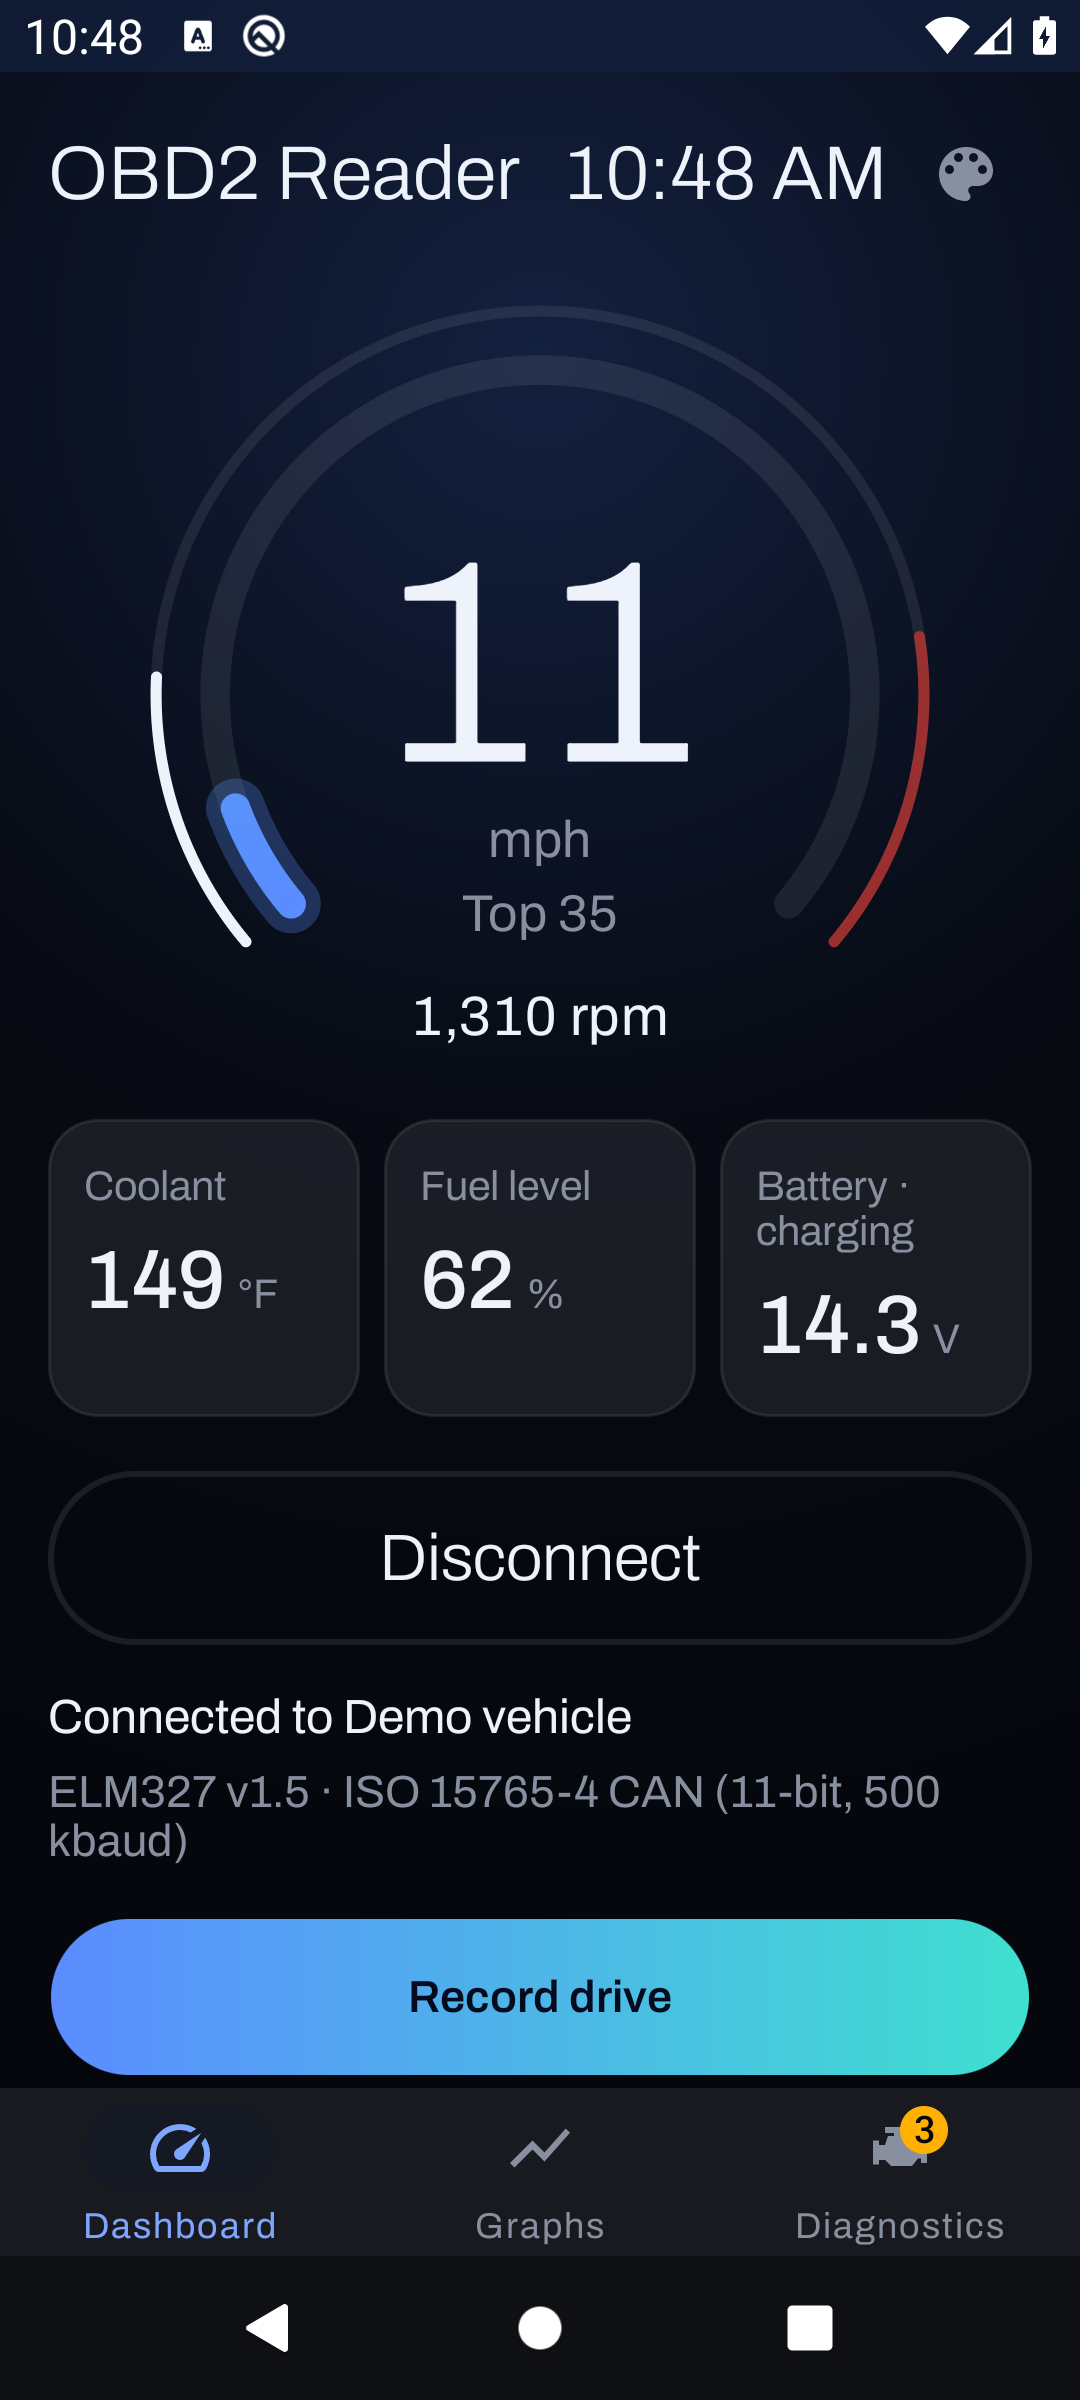 10:48
OBD2 Reader 10:48 AM
11
mph
Top 35
1,310 rpm
Coolant
149 °F
Fuel level
62 %
Battery ·
charging
14.3 V
Disconnect
Connected to Demo vehicle
ELM327 v1.5 · ISO 15765-4 CAN (11-bit, 500
kbaud)
Record drive
3
Dashboard
Graphs
Diagnostics